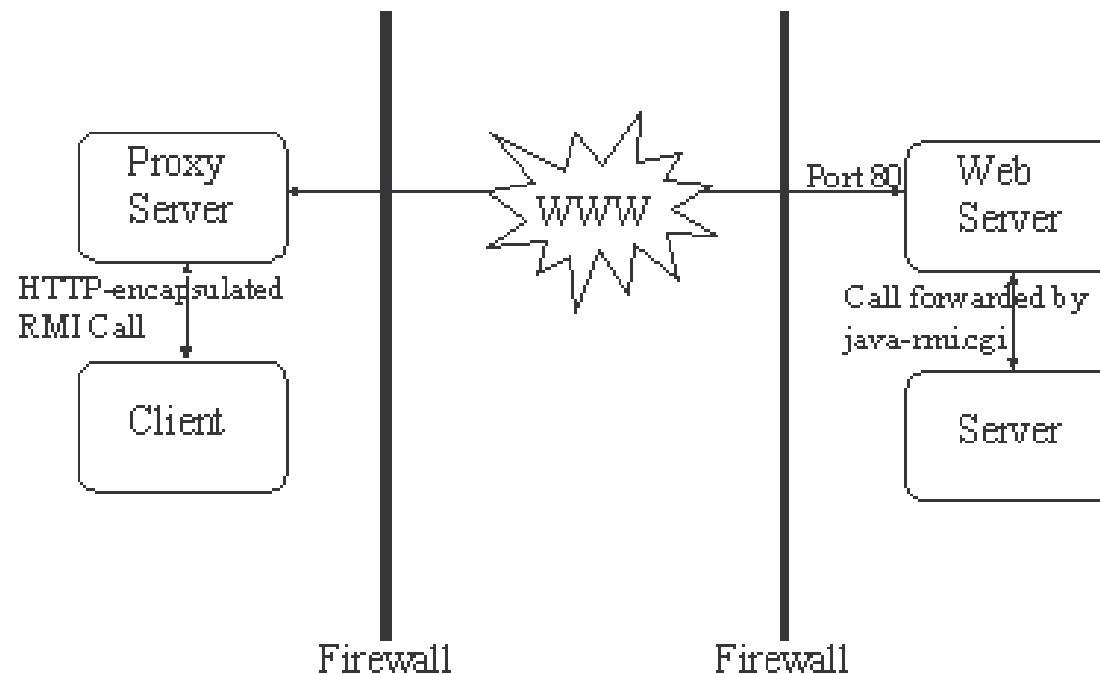 Proxy
Server
WWW
Port 80
Web
Server
HTTP-encapsulated
RMI Call
Call forwarded by
java-rmi.cgi
Client
Server
Firewall
Firewall